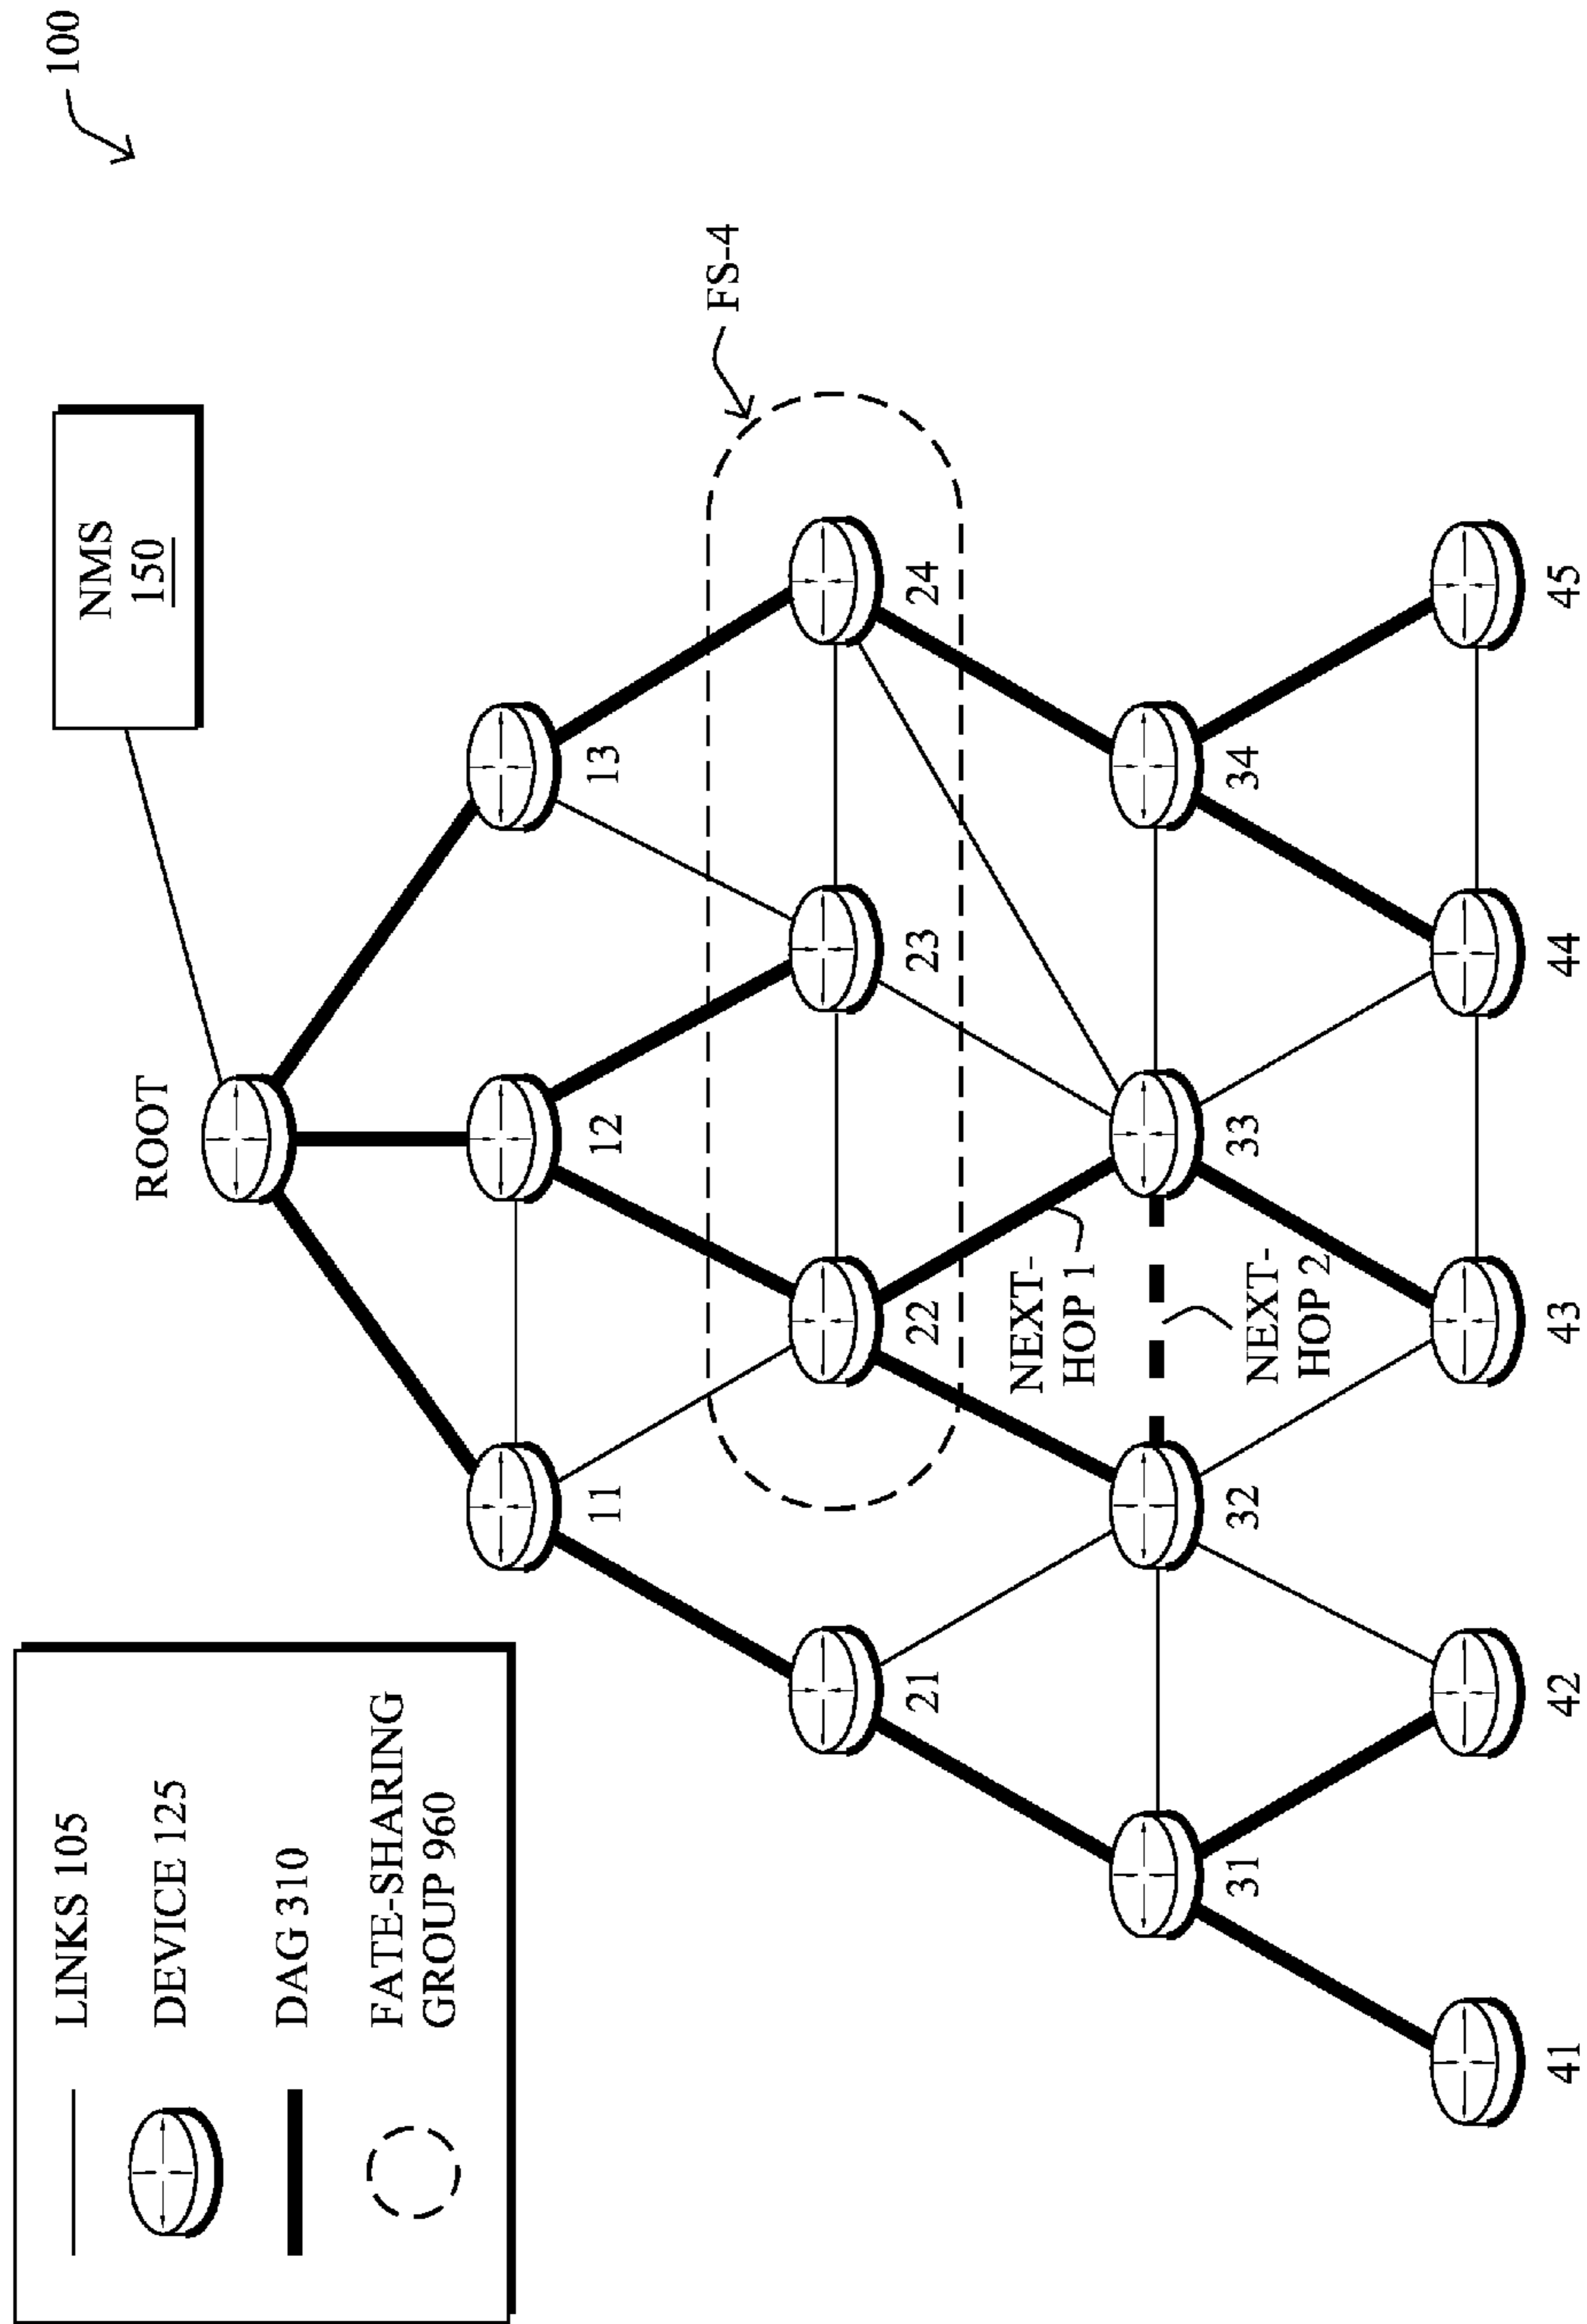 100
LINKS 105
DEVICE 125
DAG 310
FATE-SHARING
GROUP 960
NMS
150
ROOT
11
12
13
FS-4
21
22
23
24
NEXT-
HOP 1
NEXT-
HOP 2
31
32
33
34
41
42
43
44
45